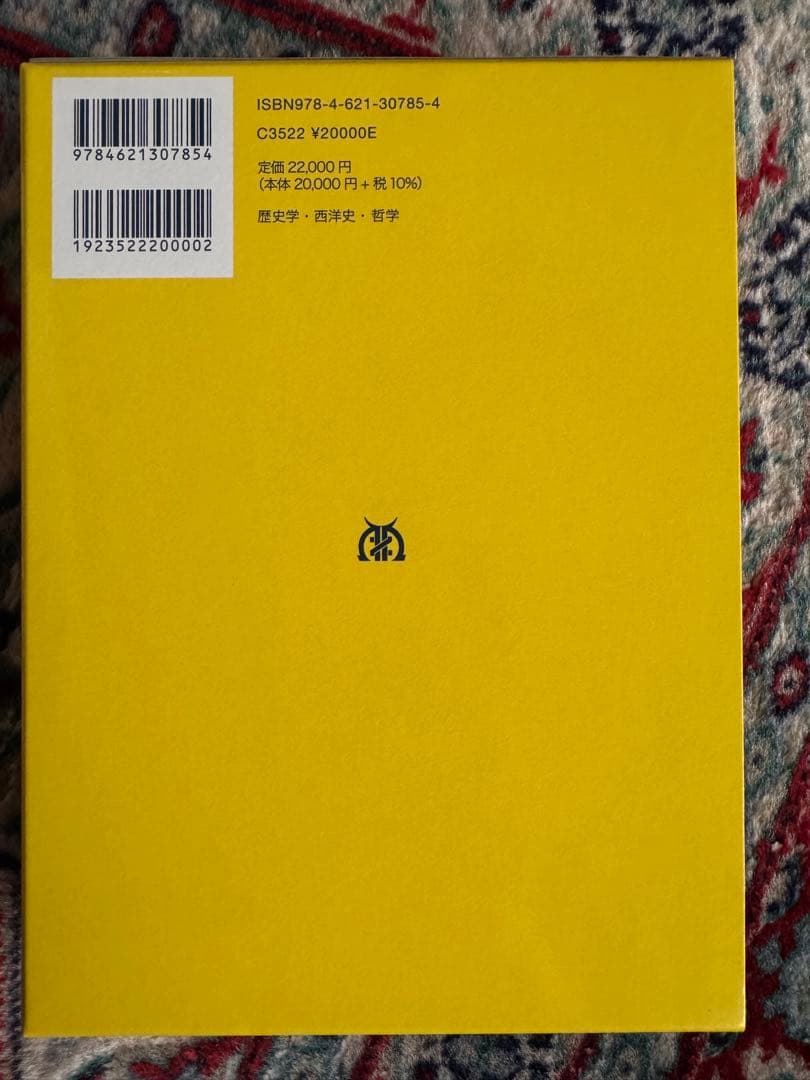 9784621307854
1923522200002
ISBN978-4-621-30785-4
C3522 ¥20000E
定価 22,000 円
（本体 20,000 円 + 税 10%）
歴史学・西洋史・哲学